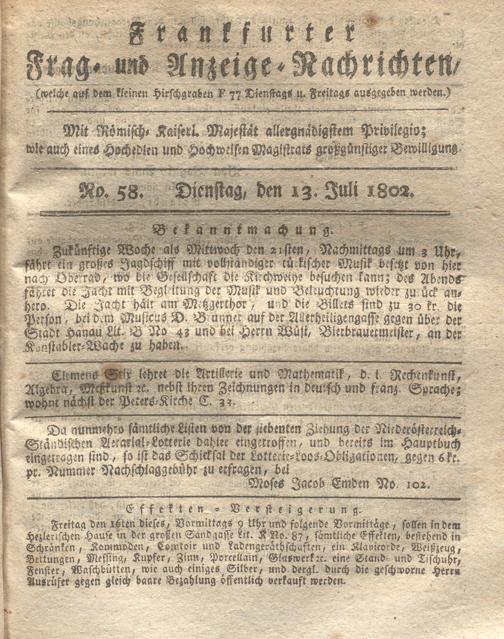 Frankfurter
Frag- und Anzeige-Nachrichten,
(welche auf dem kleinen Hirschgraben F 77 Dienstags u. Freitags ausgegeben werden.)
Mit Römisch- Kaiserl. Majestät allergnädigstem Privilegio;
wie auch eines Hochedlen und Hochweisen Magistrats großgünstiger Bewilligung
No. 58. Dienstag, den 13. Juli 1802.
Bekanntmachung.
Zukünftige Woche als Mittwoch den 21sten, Nachmittags um 3 Uhr,
fährt ein großes Jagdschiff mit vollständiger türkischer Musik besetzt von hier
nach Oberrad, wo die Gesellschaft die Kirchweihe besuchen kann; des Abends
fähret die Jacht mit Begleitung der Musik und Beleuchtung wieder zurück an-
hero. Die Jacht hält am Metzgerthor, und die Billets sind zu 30 kr. die
Person, bei dem Musicus D. Brunner auf der Allerheiligengasse gegen über der
Stadt Hanau Lit. B No 43 und bei Herrn Wüst, Bierbrauermeister, an der
Konstabler-Wache zu haben.
Clemens Stix lehret die Artillerie und Mathematik, d. i. Rechenkunst,
Algebra, Meßkunst ꝛc. nebst ihren Zeichnungen in deutsch und franz. Sprache;
wohnt nächst der Peters-Kirche C. 33.
Da nunmehro sämtliche Listen von der siebenten Ziehung der Niederösterreich-
Ständischen Aerarial-Lotterie dahier eingetroffen, und bereits im Hauptbuch
eingetragen sind, so ist das Schicksal der Lotterie-Loos-Obligationen, gegen 6 kr.
pr. Nummer Nachschlaggebühr zu erfragen, bei
Moses Jacob Emden No. 102.
Effekten-Versteigerung.
Freitag den 16ten dieses, Vormittags 9 Uhr und folgende Vormittäge, sollen in dem
Hezlerischen Hause in der großen Sandgasse Lit. K No. 87, sämtliche Effekten, bestehend in
Schränken, Kommoden, Comtoir und Ladengeräthschaften, ein Klavicorde, Weißzeug,
Bettungen, Messing, Kupfer, Zinn, Porcellain, Glaswerk ꝛc. eine Stand- und Tischuhr,
Fenster, Waschbütten, wie auch einiges Silber, und dergl. durch die geschworne Herrn
Ausrüfer gegen gleich baare Bezahlung öffentlich verkauft werden.